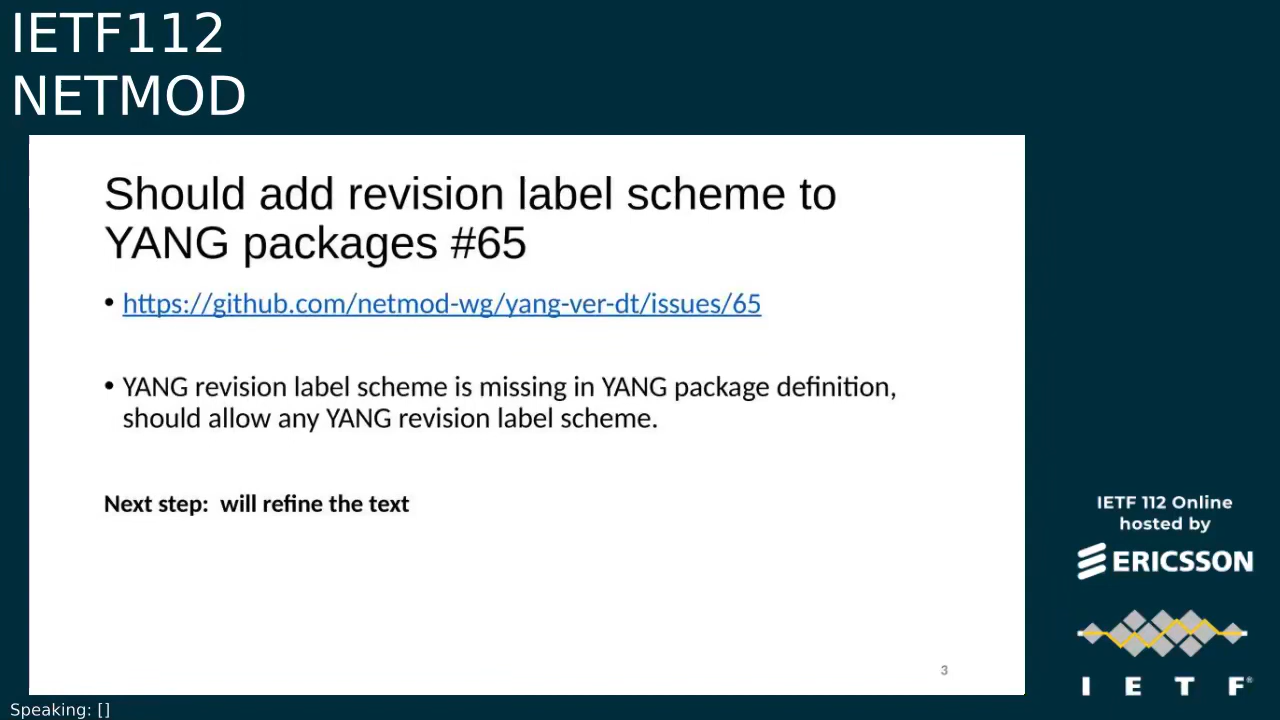 IETF112
NETMOD
Should add revision label scheme to
YANG packages #65
• https://github.com/netmod-wg/yang-ver-dt/issues/65
• YANG revision label scheme is missing in YANG package definition,
should allow any YANG revision label scheme.
Next step:  will refine the text
IETF 112 Online
hosted by
ERICSSON
I E T F®
3
Speaking: []